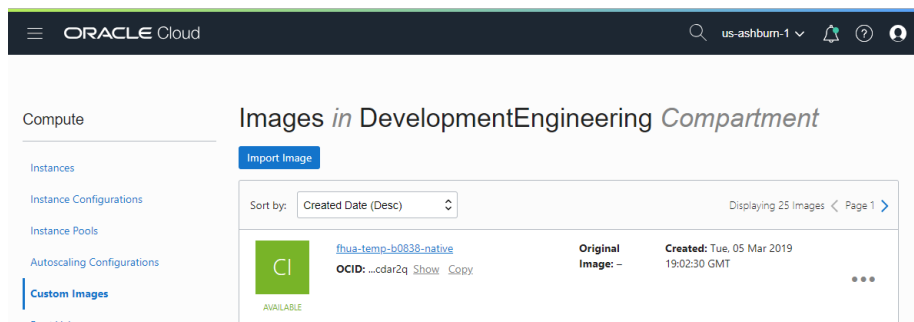 ORACLE Cloud
us-ashburn-1
Compute
Images in DevelopmentEngineering Compartment
Import Image
Instances
Instance Configurations
Instance Pools
Autoscaling Configurations
Custom Images
Sort by: Created Date (Desc)
Displaying 25 Images Page 1
CI
AVAILABLE
fhua-temp-b0838-native
OCID: ...cdar2q Show Copy
Original
Image: –
Created: Tue, 05 Mar 2019
19:02:30 GMT